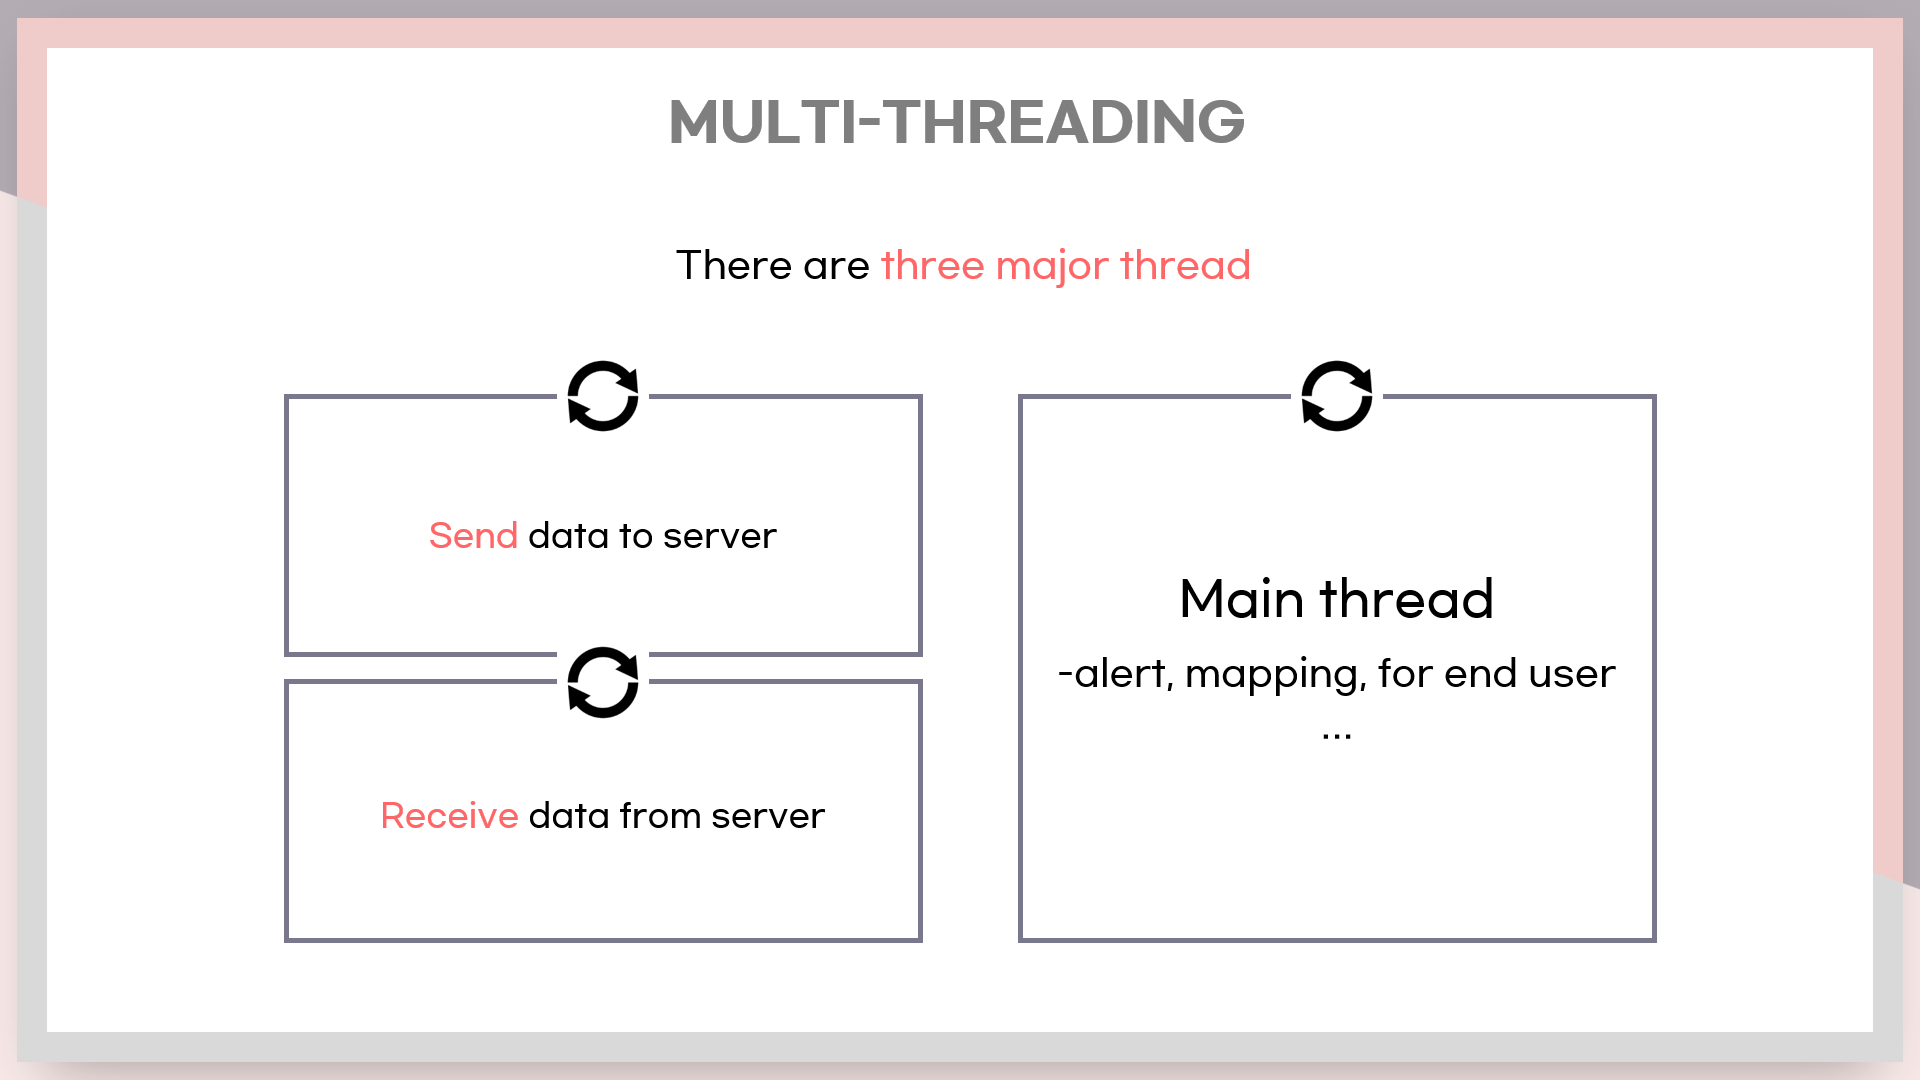 MULTI-THREADING
There are three major thread
Send data to server
Receive data from server
Main thread
-alert, mapping, for end user
...